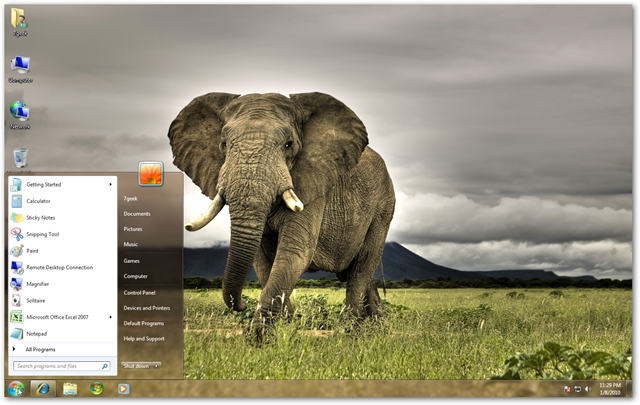 7geek
Computer
Network
Getting Started
Calculator
Sticky Notes
Snipping Tool
Paint
Remote Desktop Connection
Magnifier
Solitaire
Microsoft Office Excel 2007
Notepad
All Programs
Search programs and files
7geek
Documents
Pictures
Music
Games
Computer
Control Panel
Devices and Printers
Default Programs
Help and Support
Shut down
11:29 PM
1/8/2010